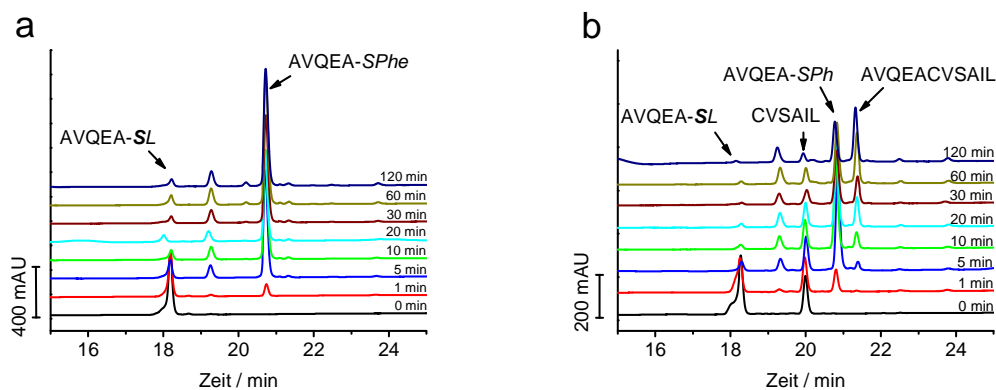 a
AVQEA-SPhe
AVQEA-SL
120 min
60 min
30 min
20 min
10 min
5 min
1 min
0 min
400 mAU
16 18 20 22 24
Zeit / min
b
AVQEA-SPh
AVQEACVSAIL
AVQEA-SL
CVSAIL
120 min
60 min
30 min
20 min
10 min
5 min
1 min
0 min
200 mAU
16 18 20 22 24
Zeit / min